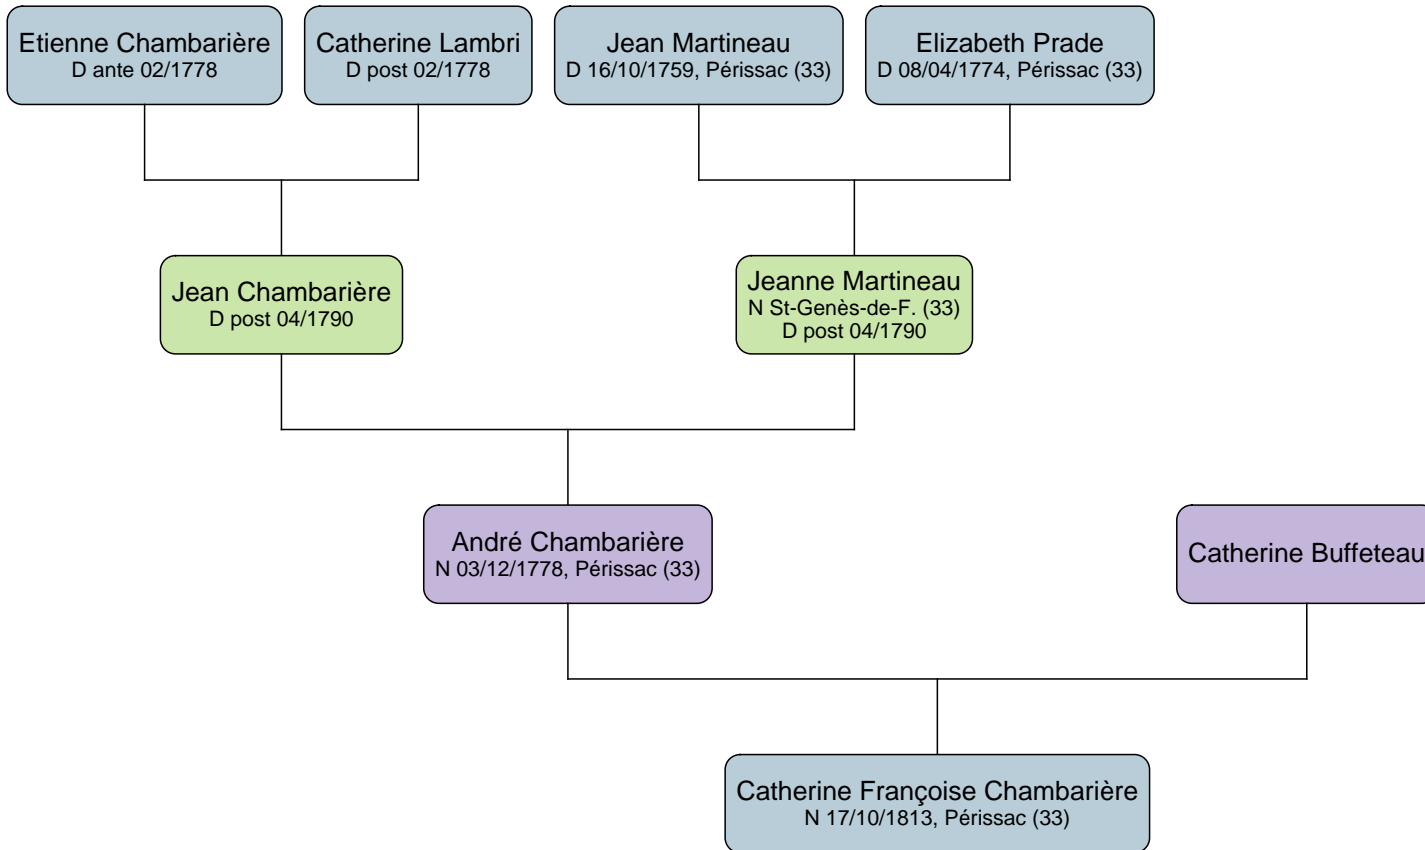 Etienne Chambarière
D ante 02/1778
Catherine Lambri
D post 02/1778
Jean Martineau
D 16/10/1759, Périssac (33)
Elizabeth Prade
D 08/04/1774, Périssac (33)
Jean Chambarière
D post 04/1790
Jeanne Martineau
N St-Genès-de-F. (33)
D post 04/1790
André Chambarière
N 03/12/1778, Périssac (33)
Catherine Buffeteau
Catherine Françoise Chambarière
N 17/10/1813, Périssac (33)